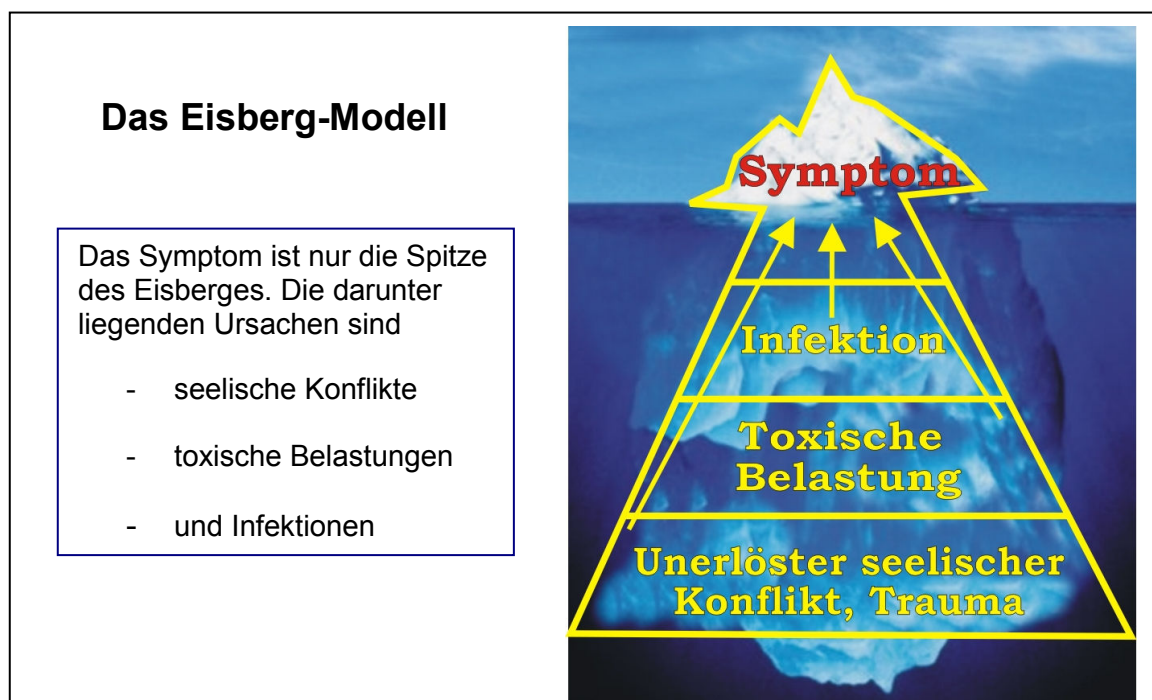 Das Eisberg-Modell
Das Symptom ist nur die Spitze
des Eisberges. Die darunter
liegenden Ursachen sind
- seelische Konflikte
- toxische Belastungen
- und Infektionen
Symptom
Infektion
Toxische
Belastung
Unerlöster seelischer
Konflikt, Trauma